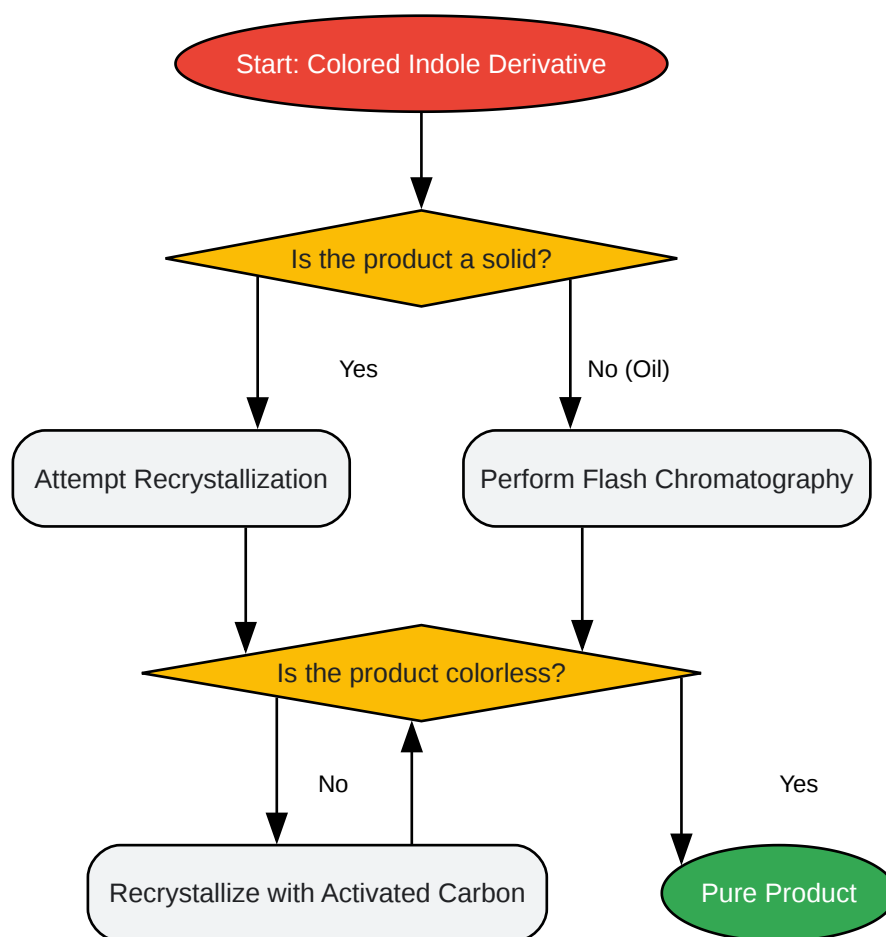 Start: Colored Indole Derivative
Is the product a solid?
Yes
No (Oil)
Attempt Recrystallization
Perform Flash Chromatography
Is the product colorless?
No
Yes
Recrystallize with Activated Carbon
Pure Product